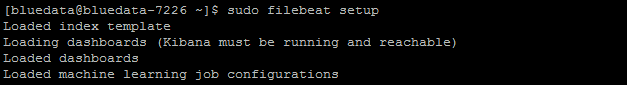 [bluedata@bluedata-7226 ~]$ sudo filebeat setup
Loaded index template
Loading dashboards (Kibana must be running and reachable)
Loaded dashboards
Loaded machine learning job configurations